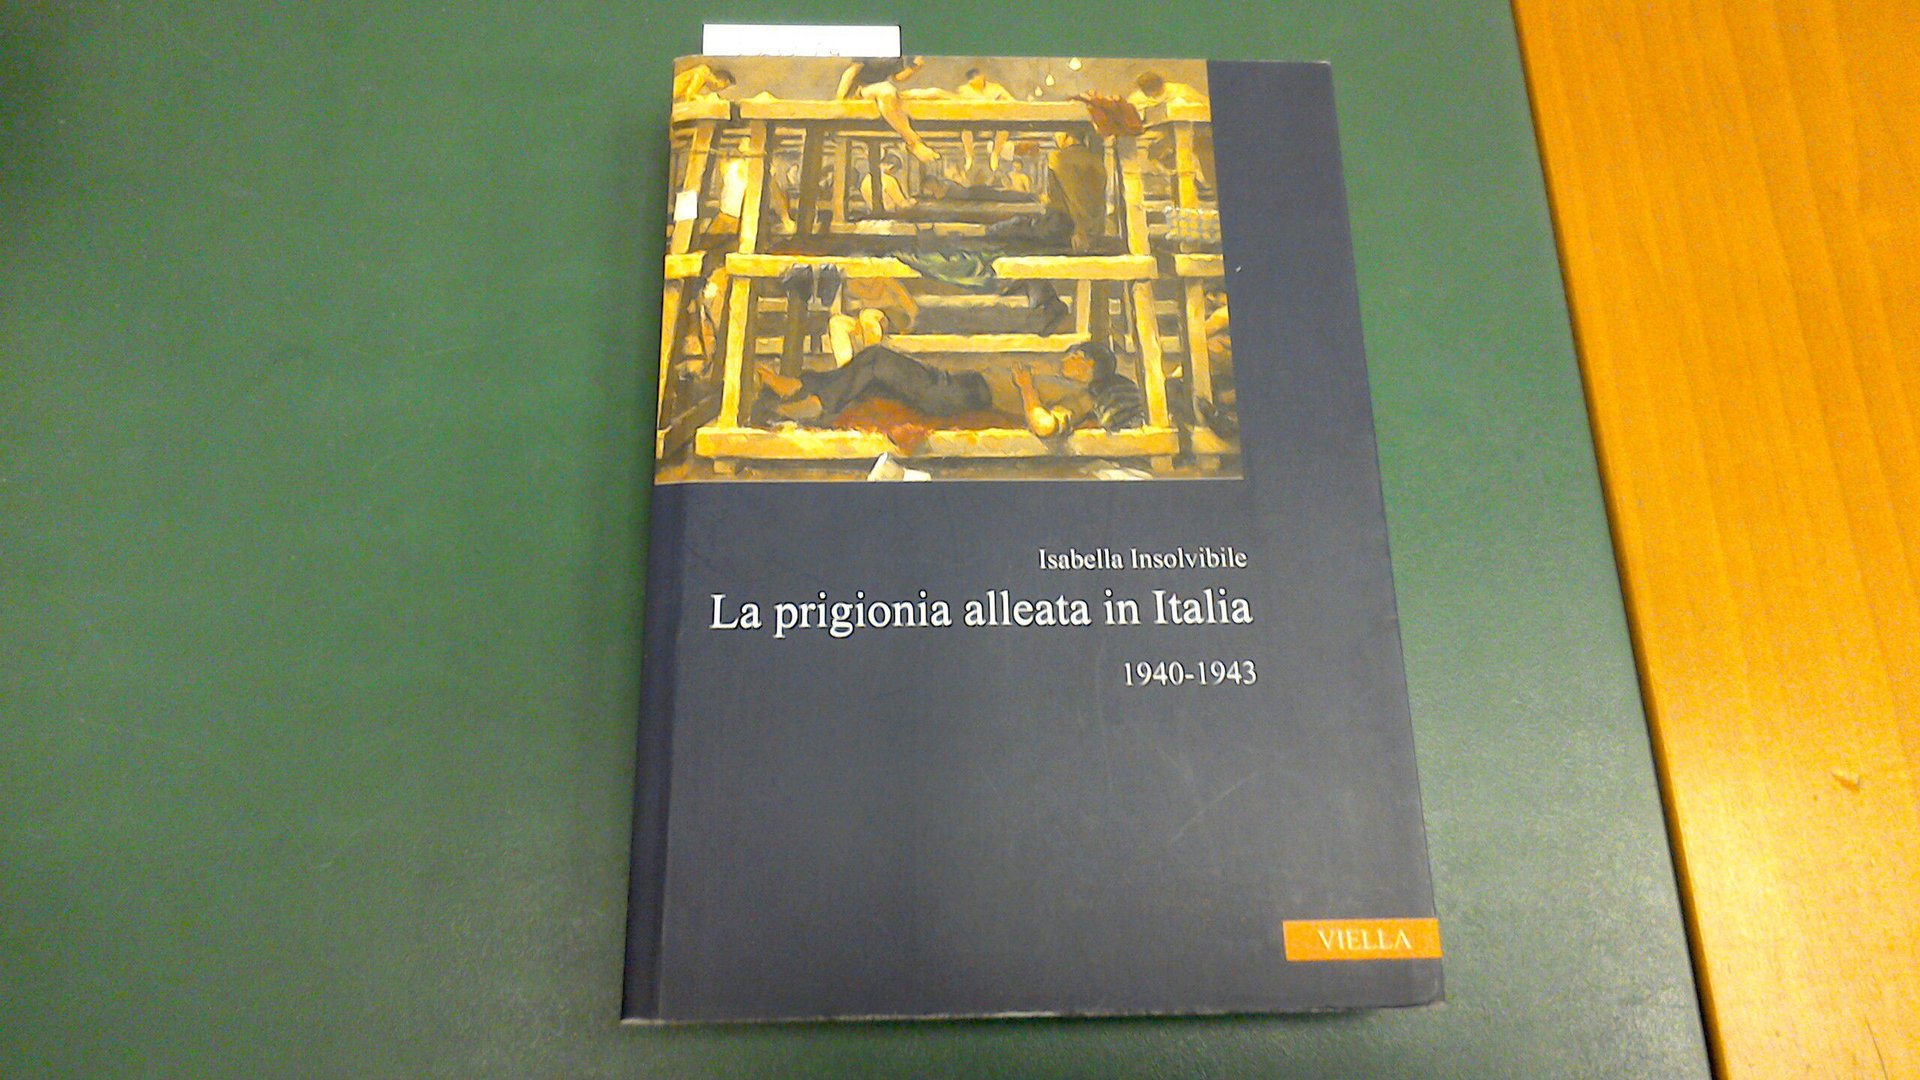 Isabella Insolvibile
La prigionia alleata in Italia
1940-1943
VIELLA